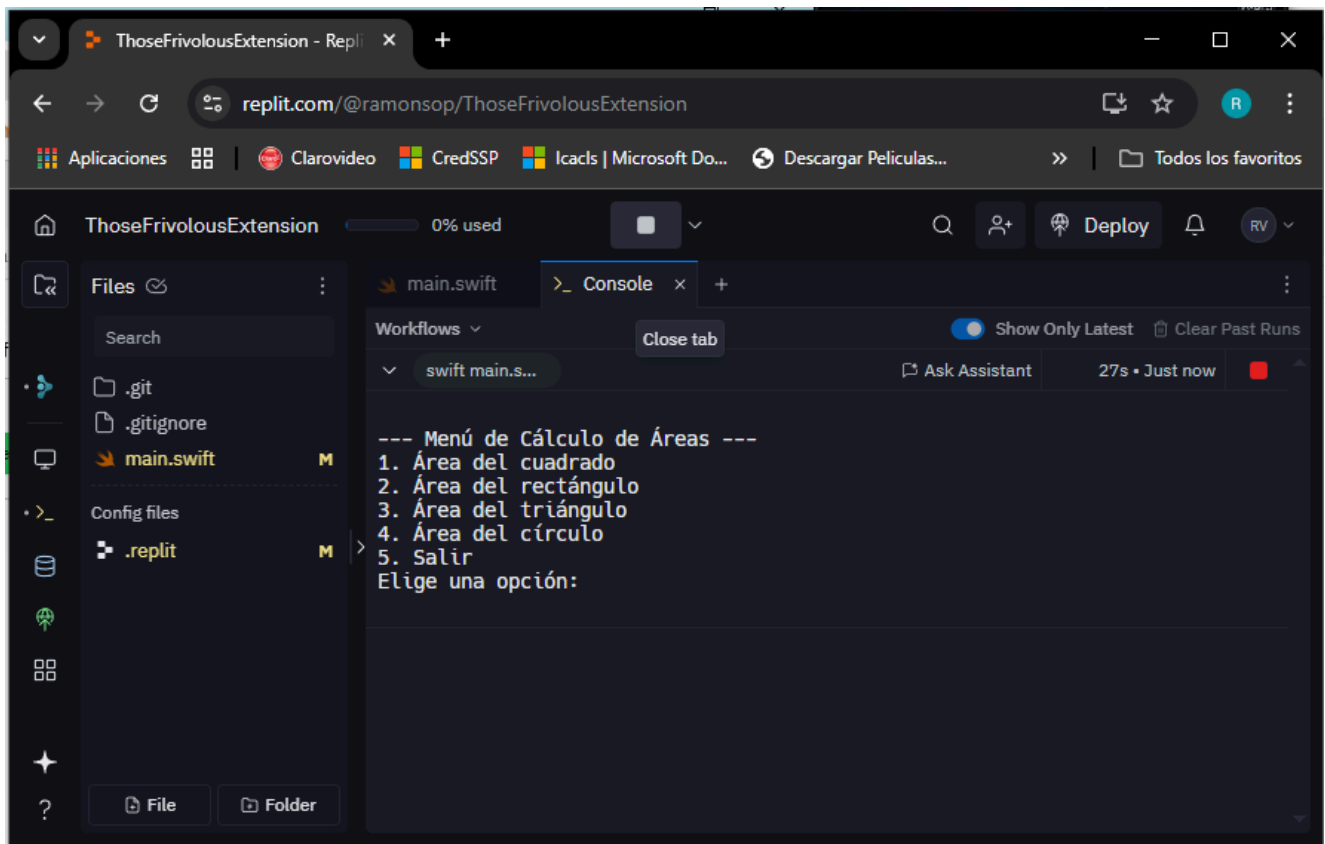 ThoseFrivolousExtension - Repli
replit.com/@ramonsop/ThoseFrivolousExtension
R
Aplicaciones
Clarovideo
CredSSP
Icacls | Microsoft Do...
Descargar Peliculas...
»
Todos los favoritos
ThoseFrivolousExtension
0% used
Deploy
RV
Files
main.swift
>_ Console
Search
Workflows
Close tab
Show Only Latest
Clear Past Runs
swift main.s...
Ask Assistant
27s • Just now
.git
.gitignore
main.swift M
Config files
.replit M
--- Menú de Cálculo de Áreas ---
1. Área del cuadrado
2. Área del rectángulo
3. Área del triángulo
4. Área del círculo
5. Salir
Elige una opción:
?
File
Folder